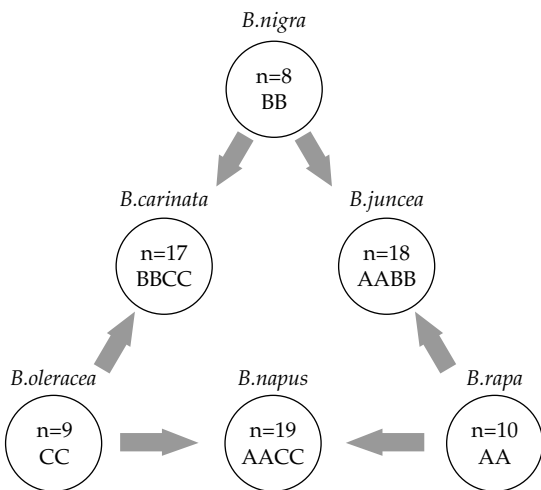 B.nigra
n=8
BB
B.carinata
B.juncea
n=17
BBCC
n=18
AABB
B.oleracea
B.napus
B.rapa
n=9
CC
n=19
AACC
n=10
AA